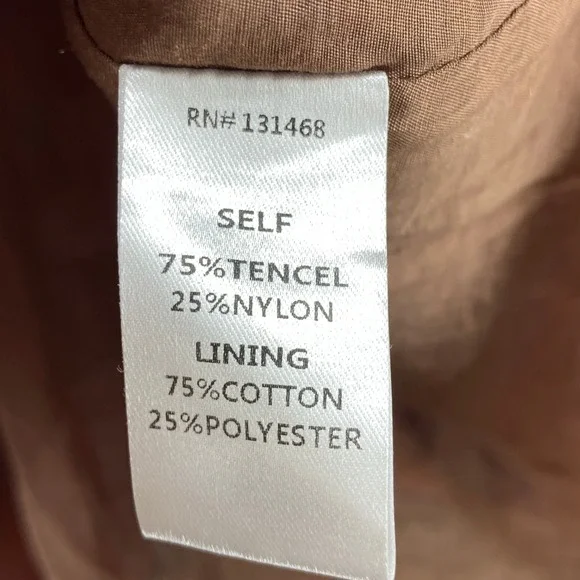 RN# 131468
SELF
75%TENCEL
25%NYLON
LINING
75%COTTON
25%POLYESTER